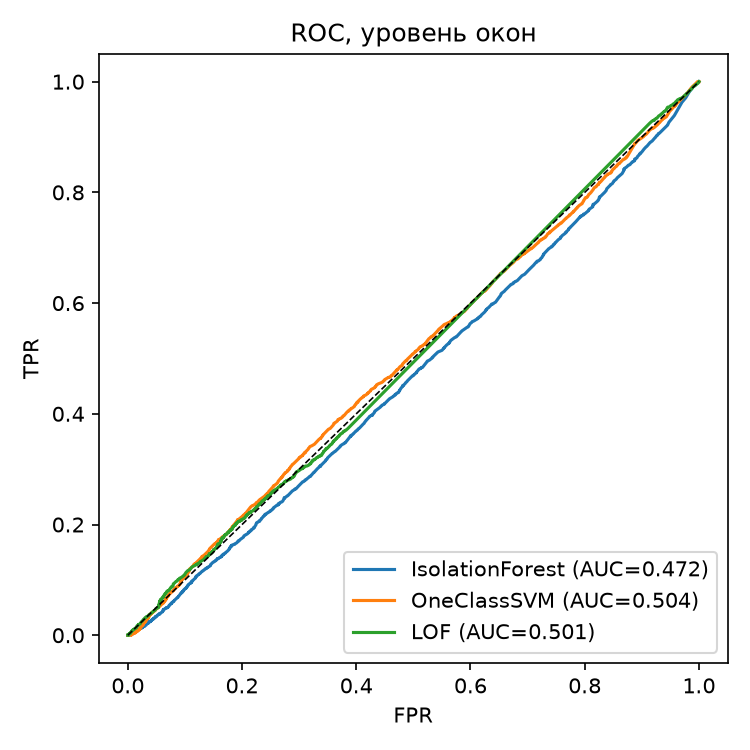 ROC, уровень окон
TPR
1.0
0.8
0.6
0.4
0.2
0.0
IsolationForest (AUC=0.472)
OneClassSVM (AUC=0.504)
LOF (AUC=0.501)
0.0 0.2 0.4 0.6 0.8 1.0
FPR